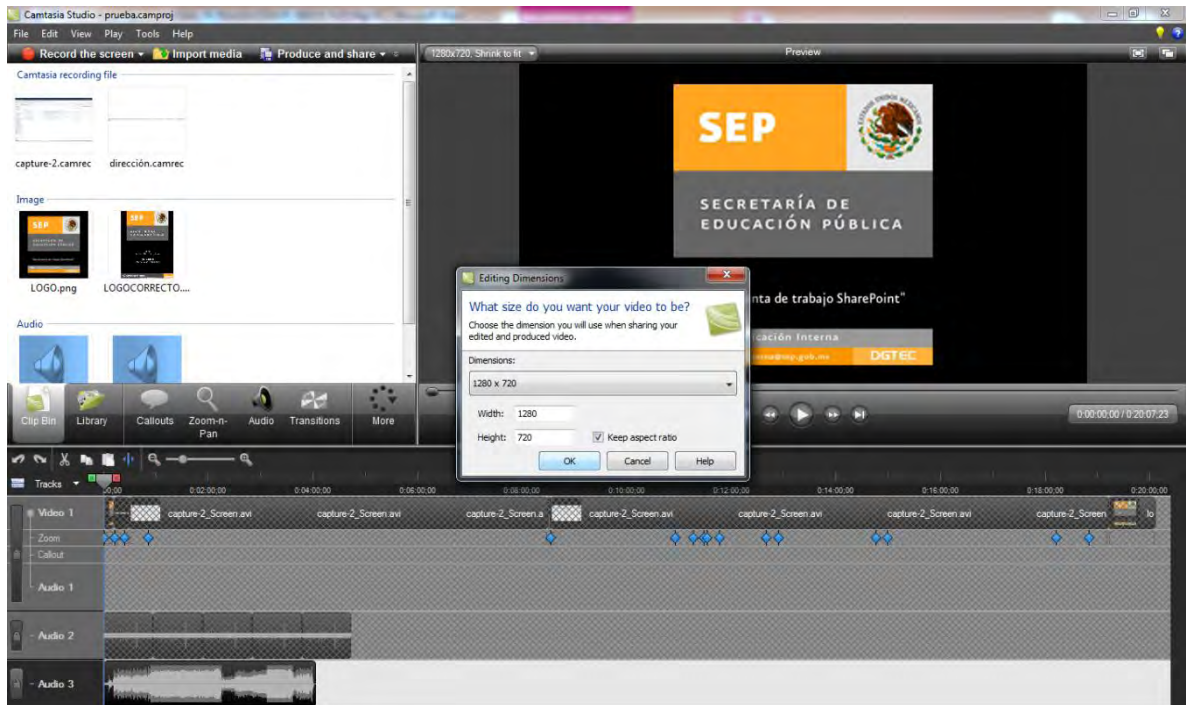 Camtasia Studio - prueba.camproj
File Edit View Play Tools Help
Record the screen Import media Produce and share
1280x720, Shrink to fit
Preview
Camtasia recording file
capture-2.camrec dirección.camrec
Image
LOGO.png LOGOCORRECTO....
Audio
SEP
ESTADOS UNIDOS MEXICANOS
SECRETARÍA DE
EDUCACIÓN PÚBLICA
nta de trabajo SharePoint"
cación Interna
DGTEC
Editing Dimensions
What size do you want your video to be?
Choose the dimension you will use when sharing your
edited and produced video.
Dimensions:
1280 x 720
Width: 1280
Height: 720
Keep aspect ratio
OK Cancel Help
Clip Bin Library Callouts Zoom-n-Pan Audio Transitions More
0:00:00;00 / 0:20:07;23
Tracks
00;00 0:02:00;00 0:04:00;00 0:06:00;00 0:08:00;00 0:10:00;00 0:12:00;00 0:14:00;00 0:16:00;00 0:18:00;00 0:20:00;00
Video 1 capture-2_Screen.avi capture-2_Screen.avi capture-2_Screen.a capture-2_Screen.avi capture-2_Screen.avi capture-2_Screen.avi capture-2_Screen lo
Zoom
Callout
Audio 1
Audio 2
Audio 3